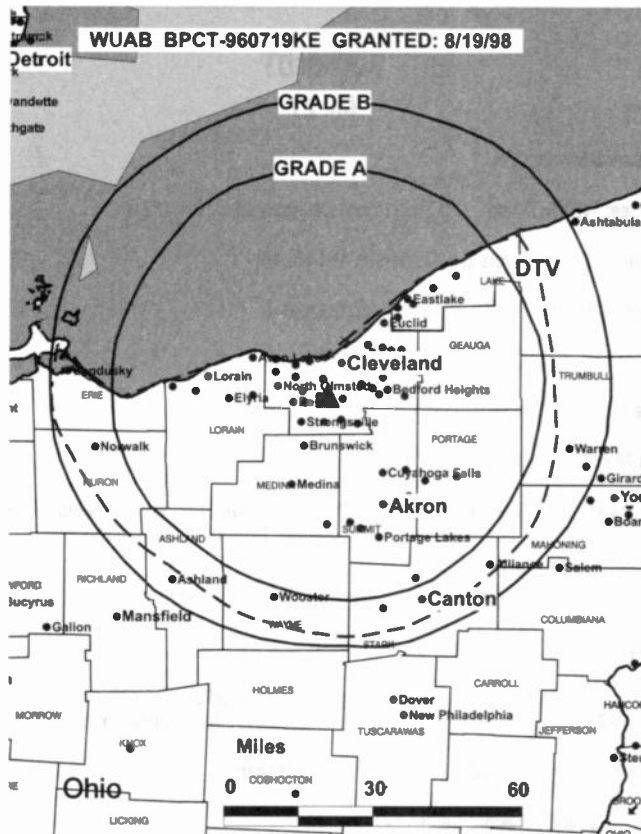 WUAB BPCT-960719KE GRANTED: 8/19/98
Detroit
GRADE B
GRADE A
Ashtabula
DTV
LAKE
Eastlake
Euclid
GEAUGA
Cleveland
TRUMBULL
Lorain
North Olmsted
Bedford Heights
ERIE
Elyria
LORAIN
Strongsville
PORTAGE
Norwalk
Brunswick
Warren
HURON
Cuyahoga Falls
Girard
Medina
Akron
SUMMIT
ASHLAND
Portage Lakes
MAHONING
RICHLAND
Ashland
Alliance
Salem
Bucyrus
Wooster
Canton
Mansfield
Galion
WAYNE
STARK
COLUMBIANA
HOLMES
CARROLL
MORROW
Dover
New Philadelphia
TUSCARAWAS
JEFFERSON
KNOX
Miles
COSHOCTON
Ohio
0 30 60
LICKING